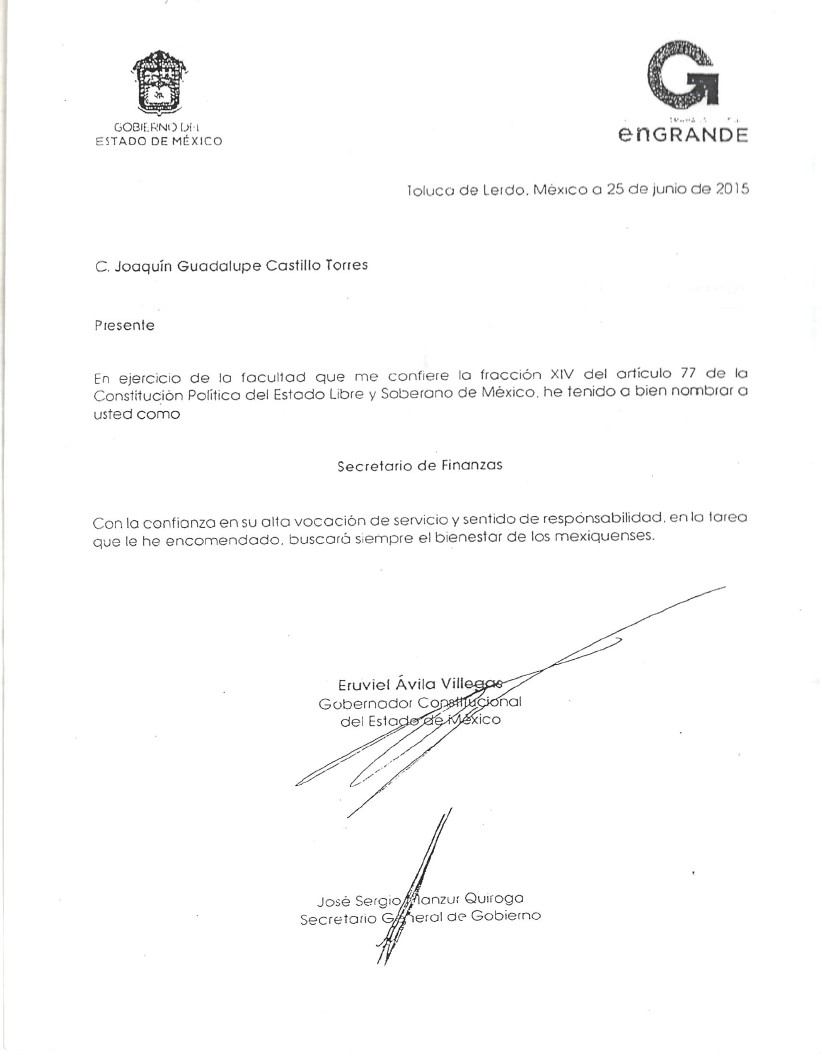 GOBIERNO DEL
ESTADO DE MÉXICO
enGRANDE
Toluca de Lerdo, México a 25 de junio de 2015
C. Joaquín Guadalupe Castillo Torres
Presente
En ejercicio de la facultad que me confiere la fracción XIV del artículo 77 de la
Constitución Política del Estado Libre y Soberano de México, he tenido a bien nombrar a
usted como
Secretario de Finanzas
Con la confianza en su alta vocación de servicio y sentido de responsabilidad, en la tarea
que le he encomendado, buscará siempre el bienestar de los mexiquenses.
Eruviel Ávila Villegas
Gobernador Constitucional
del Estado de México
José Sergio Manzur Quiroga
Secretario General de Gobierno